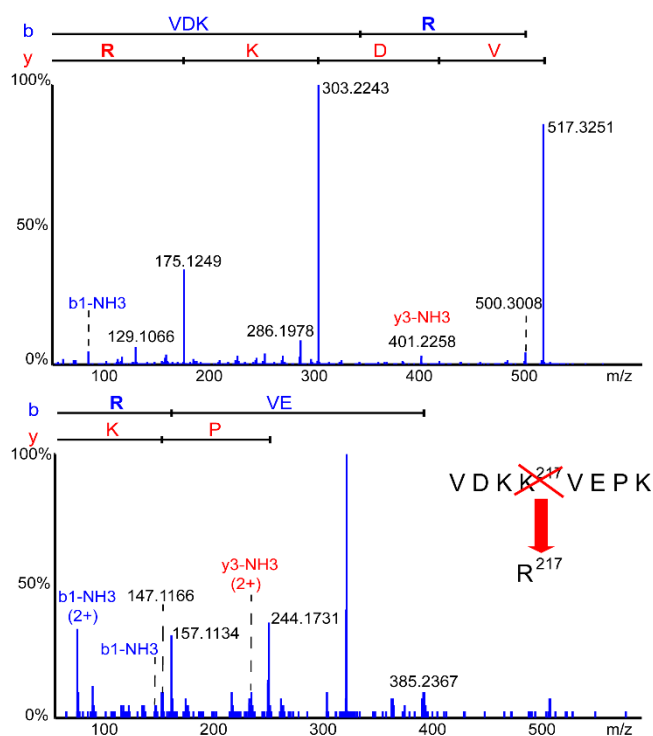 b VDK R
y R K D V
100%
303.2243
517.3251
50%
175.1249
b1-NH3
y3-NH3
500.3008
129.1066
286.1978
401.2258
0%
100 200 300 400 500 m/z
b R VE
y K P
100%
V D K K217 V E P K
R217
y3-NH3
(2+)
50%
b1-NH3
(2+)
147.1166
157.1134
244.1731
b1-NH3
385.2367
0%
100 200 300 400 500 m/z